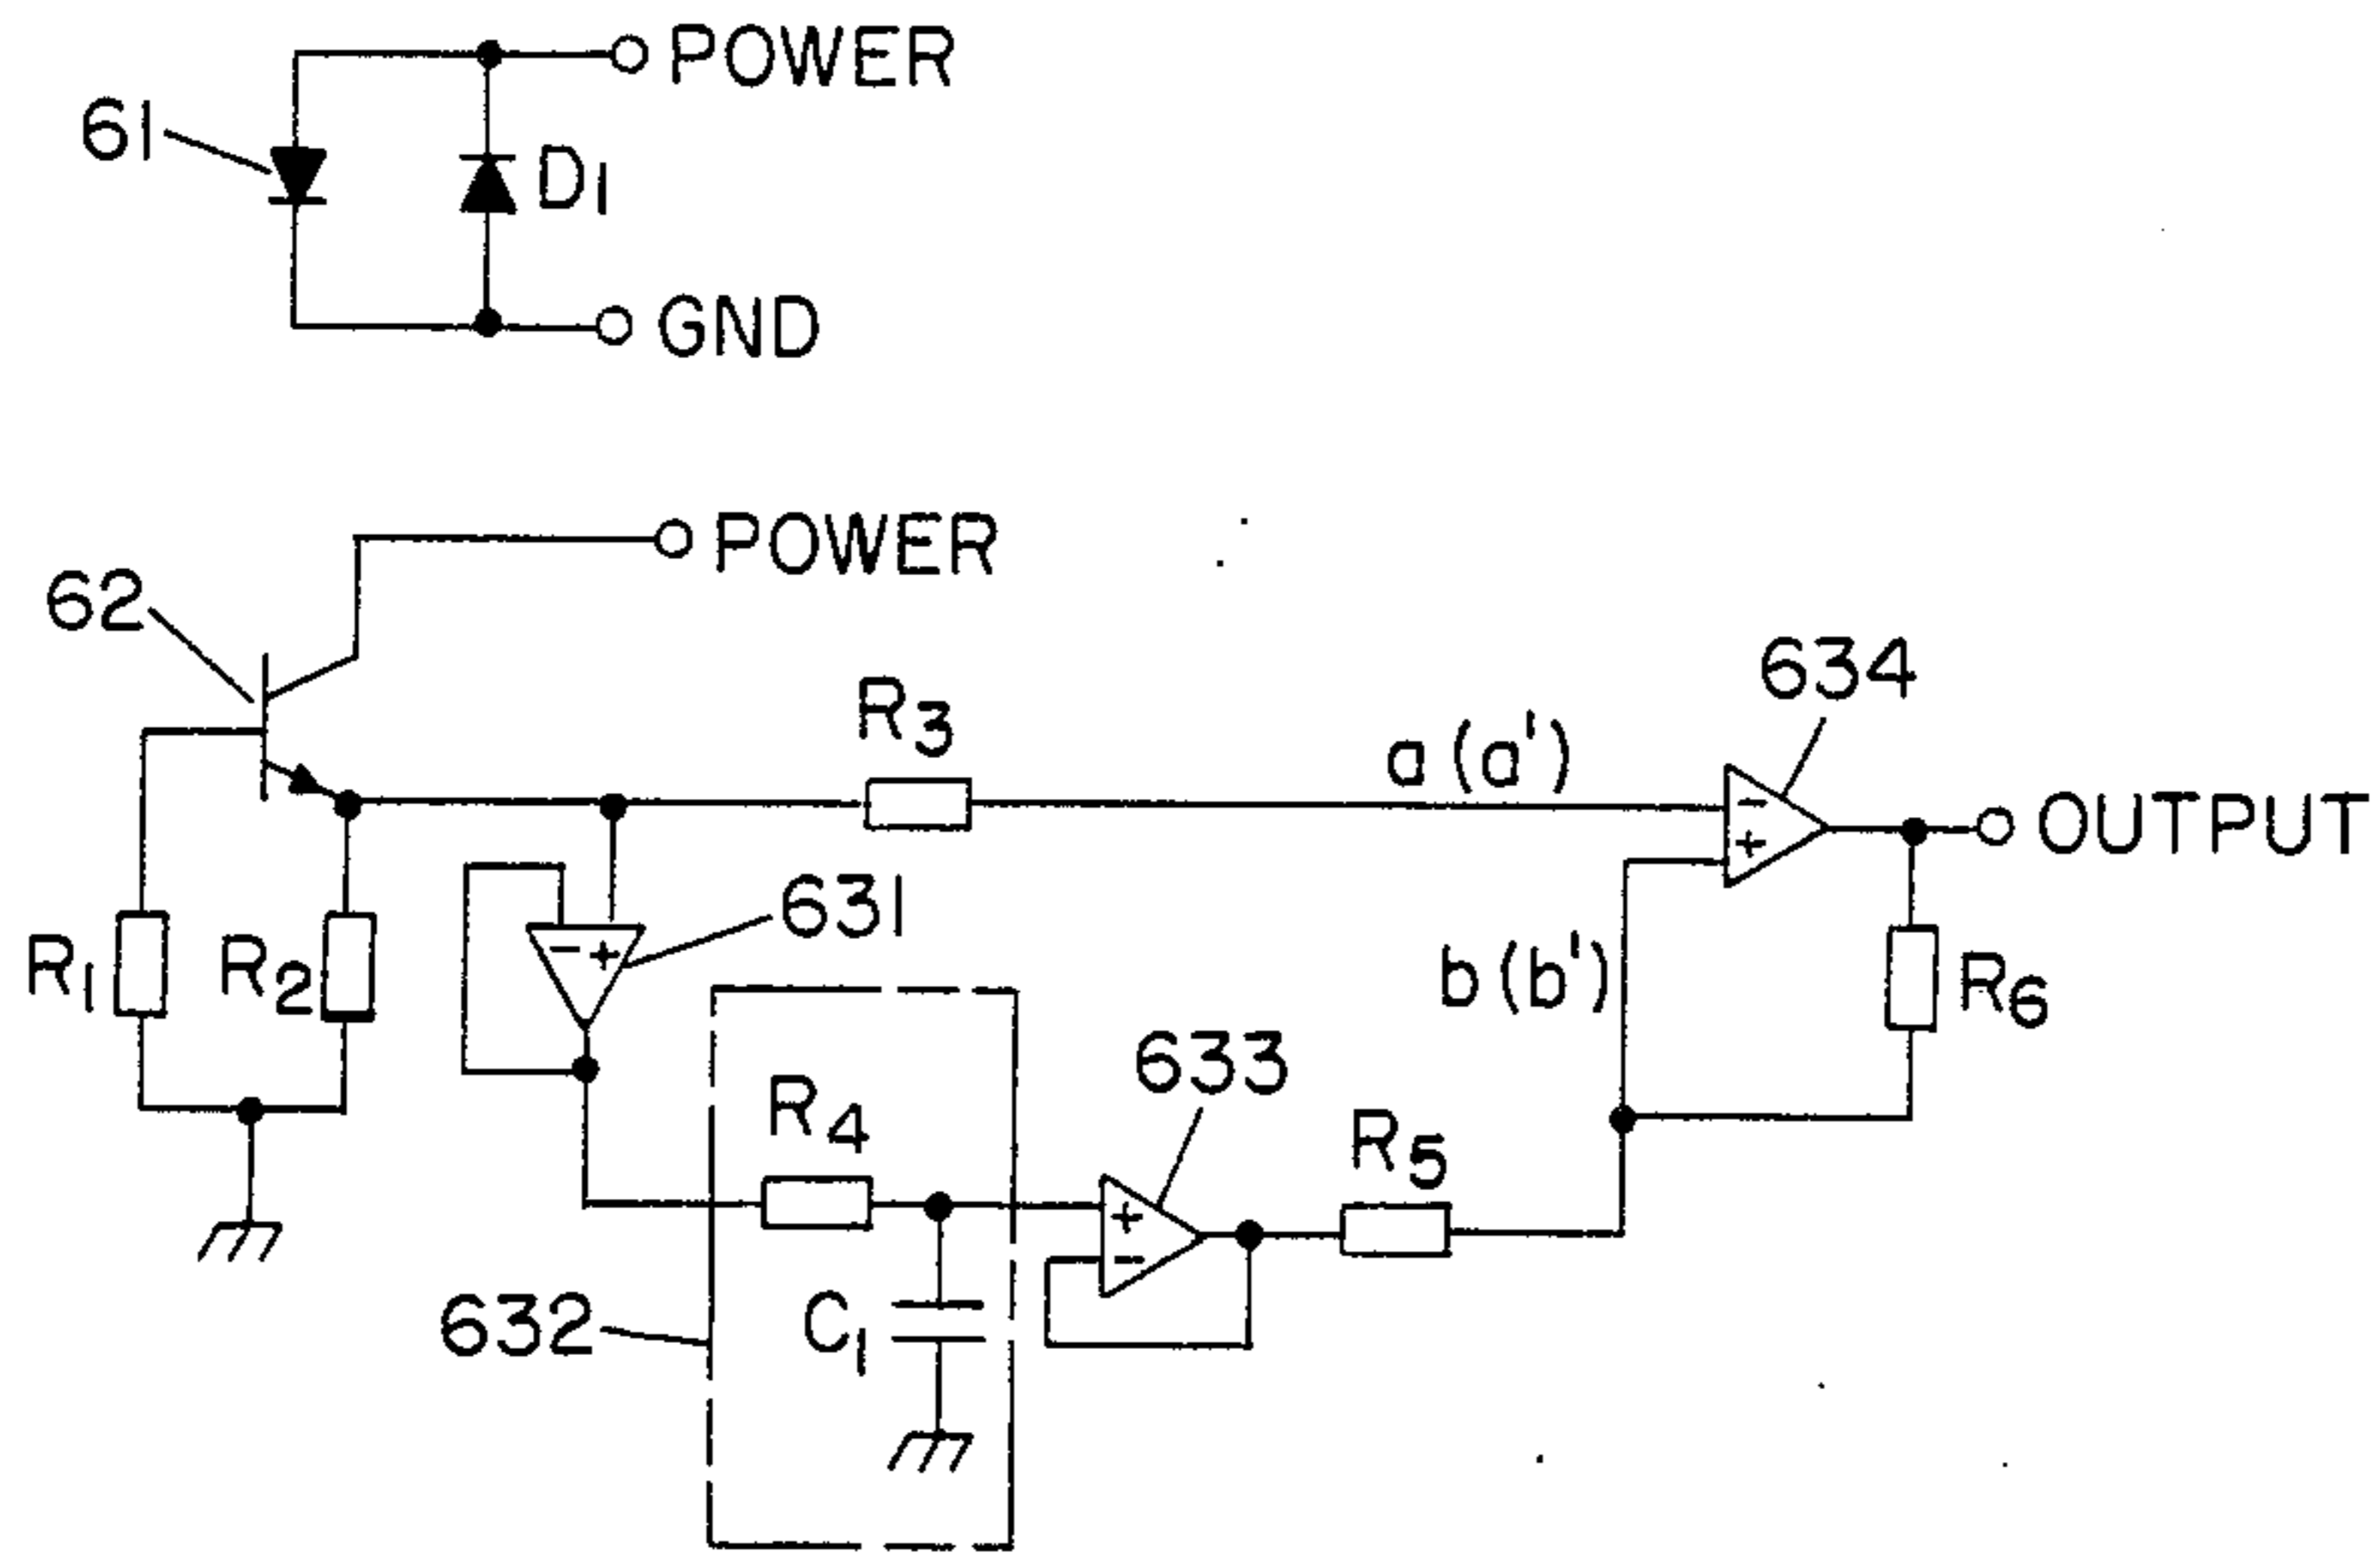 POWER
61
D1
GND
POWER
62
634
R3
a (a')
OUTPUT
631
R1
R2
b (b')
R6
633
R4
R5
632
C1